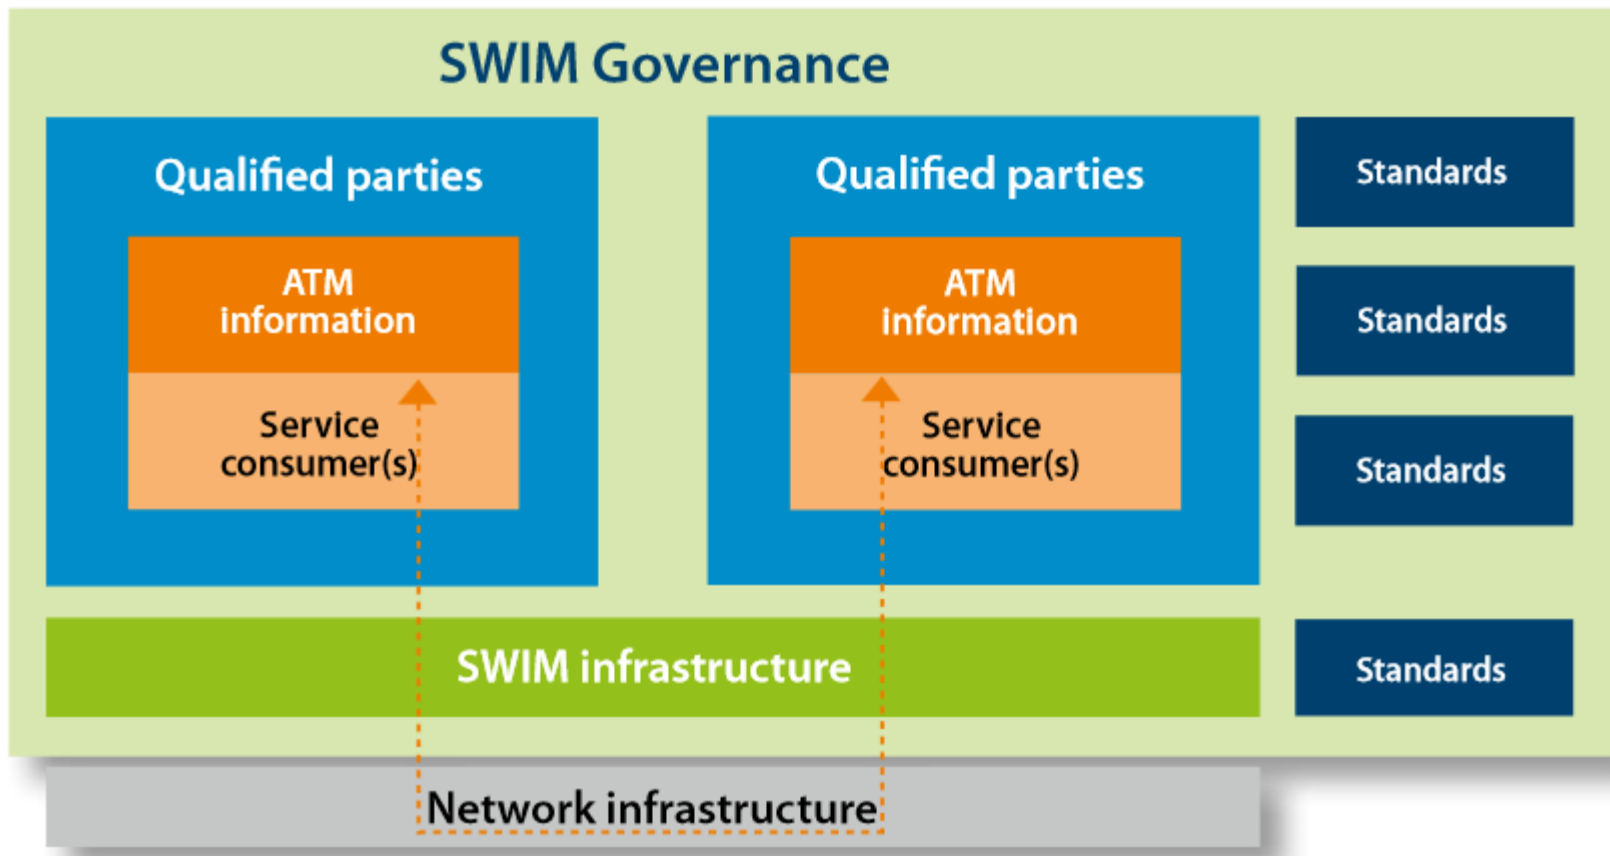 SWIM Governance
Qualified parties
Qualified parties
Standards
ATM
information
ATM
information
Standards
Service
consumer(s)
Service
consumer(s)
Standards
SWIM infrastructure
Standards
Network infrastructure